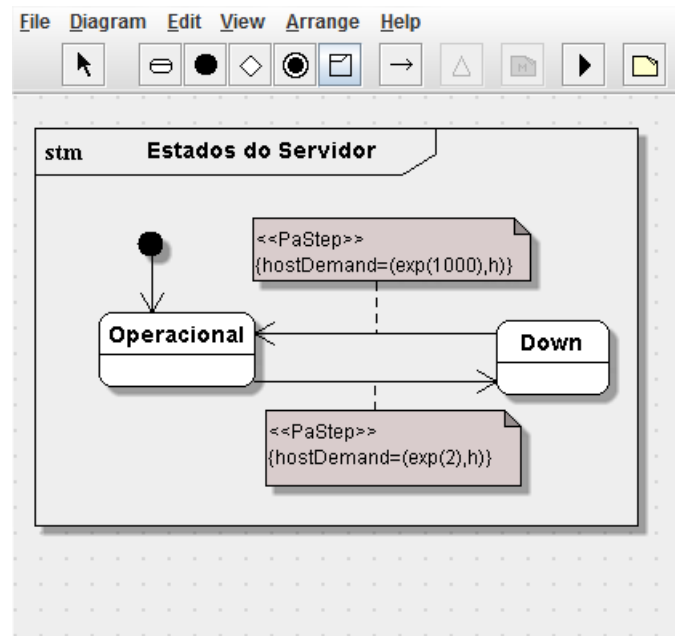 File Diagram Edit View Arrange Help
M
stm Estados do Servidor
<<PaStep>>
{hostDemand=(exp(1000),h)}
Operacional
Down
<<PaStep>>
{hostDemand=(exp(2),h)}